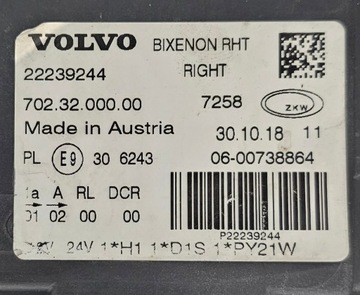 VOLVO BIXENON RHT
22239244 RIGHT
702.32.000.00 7258 ZKW
Made in Austria 30.10.18 11
PL E9 30 6243 06-00738864
1a A RL DCR
01 02 00 00
P22239244
24V 1*H1 1*D1S 1*PY21W